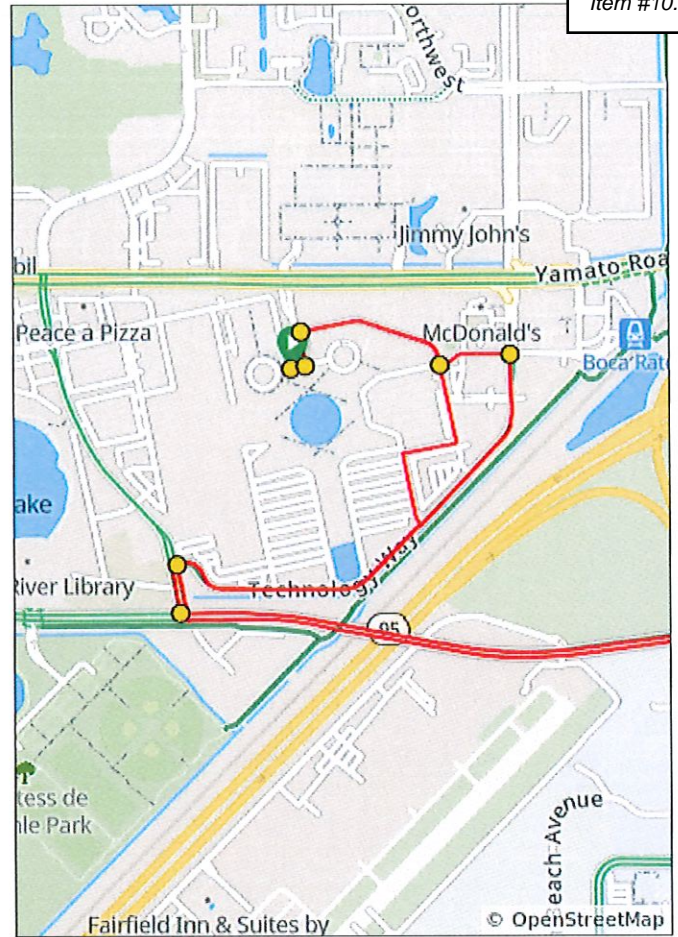 Item #10.
orthwest
Jimmy John's
bil
Yamato Roa
Peace a Pizza
McDonald's
Boca Rat
ake
River Library
Technology Way
95
tess de
hle Park
Beach Avenue
Fairfield Inn & Suites by
© OpenStreetMap